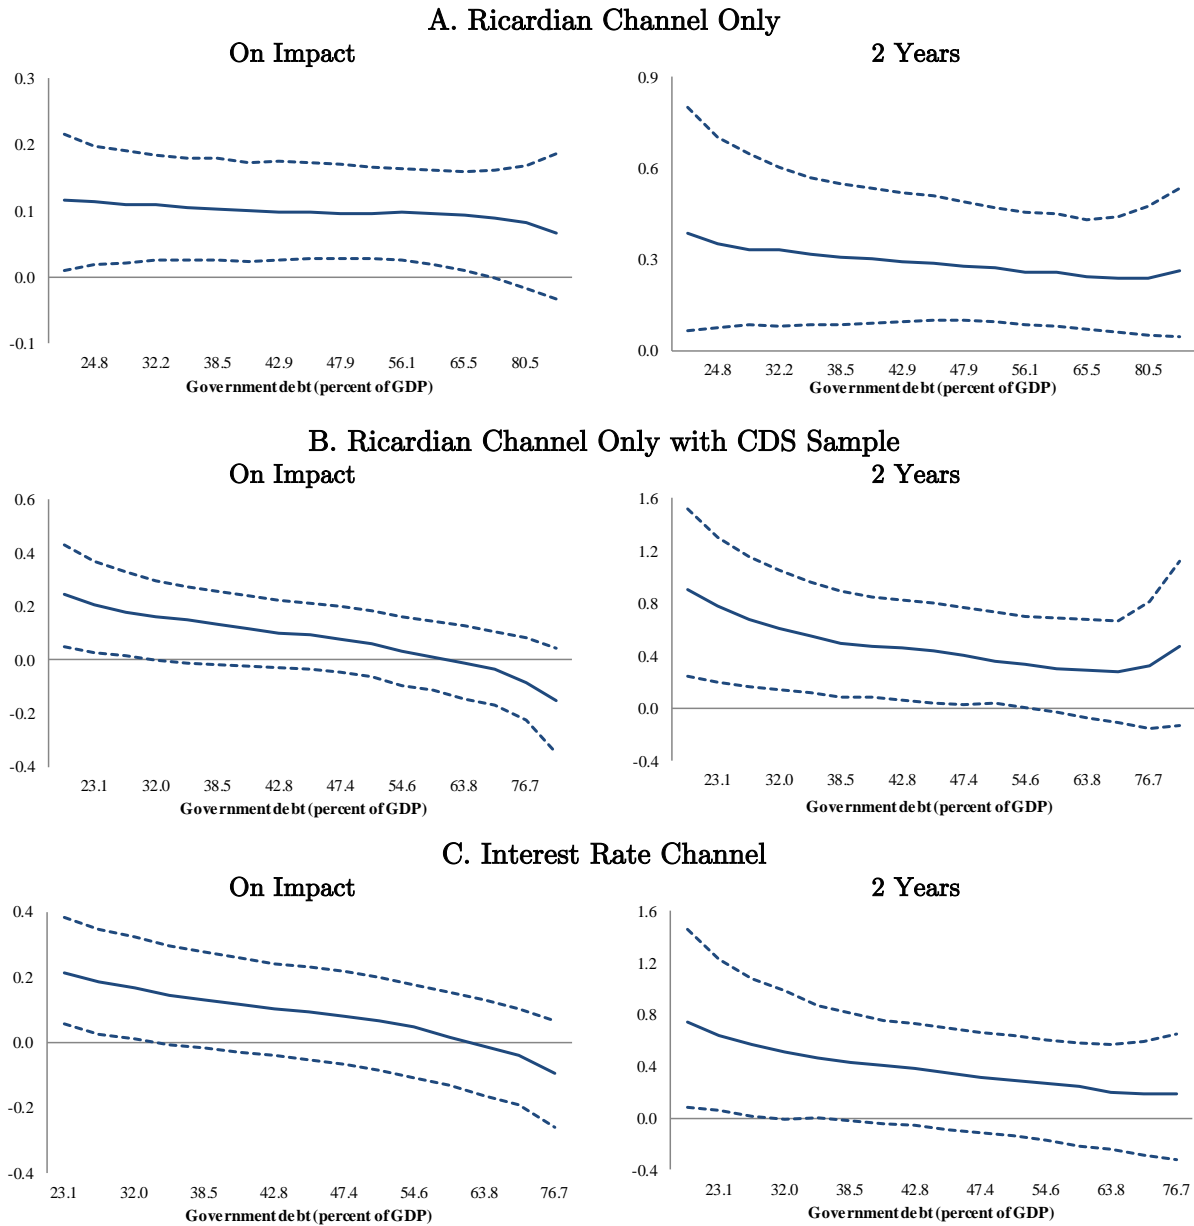 A. Ricardian Channel Only
On Impact
2 Years
0.3
0.2
0.1
0.0
-0.1
24.8 32.2 38.5 42.9 47.9 56.1 65.5 80.5
Government debt (percent of GDP)
0.9
0.6
0.3
0.0
24.8 32.2 38.5 42.9 47.9 56.1 65.5 80.5
Government debt (percent of GDP)
B. Ricardian Channel Only with CDS Sample
On Impact
2 Years
0.6
0.4
0.2
0.0
-0.2
-0.4
23.1 32.0 38.5 42.8 47.4 54.6 63.8 76.7
Government debt (percent of GDP)
1.6
1.2
0.8
0.4
0.0
-0.4
23.1 32.0 38.5 42.8 47.4 54.6 63.8 76.7
Government debt (percent of GDP)
C. Interest Rate Channel
On Impact
2 Years
0.4
0.2
0.0
-0.2
-0.4
23.1 32.0 38.5 42.8 47.4 54.6 63.8 76.7
Government debt (percent of GDP)
1.6
1.2
0.8
0.4
0.0
-0.4
23.1 32.0 38.5 42.8 47.4 54.6 63.8 76.7
Government debt (percent of GDP)